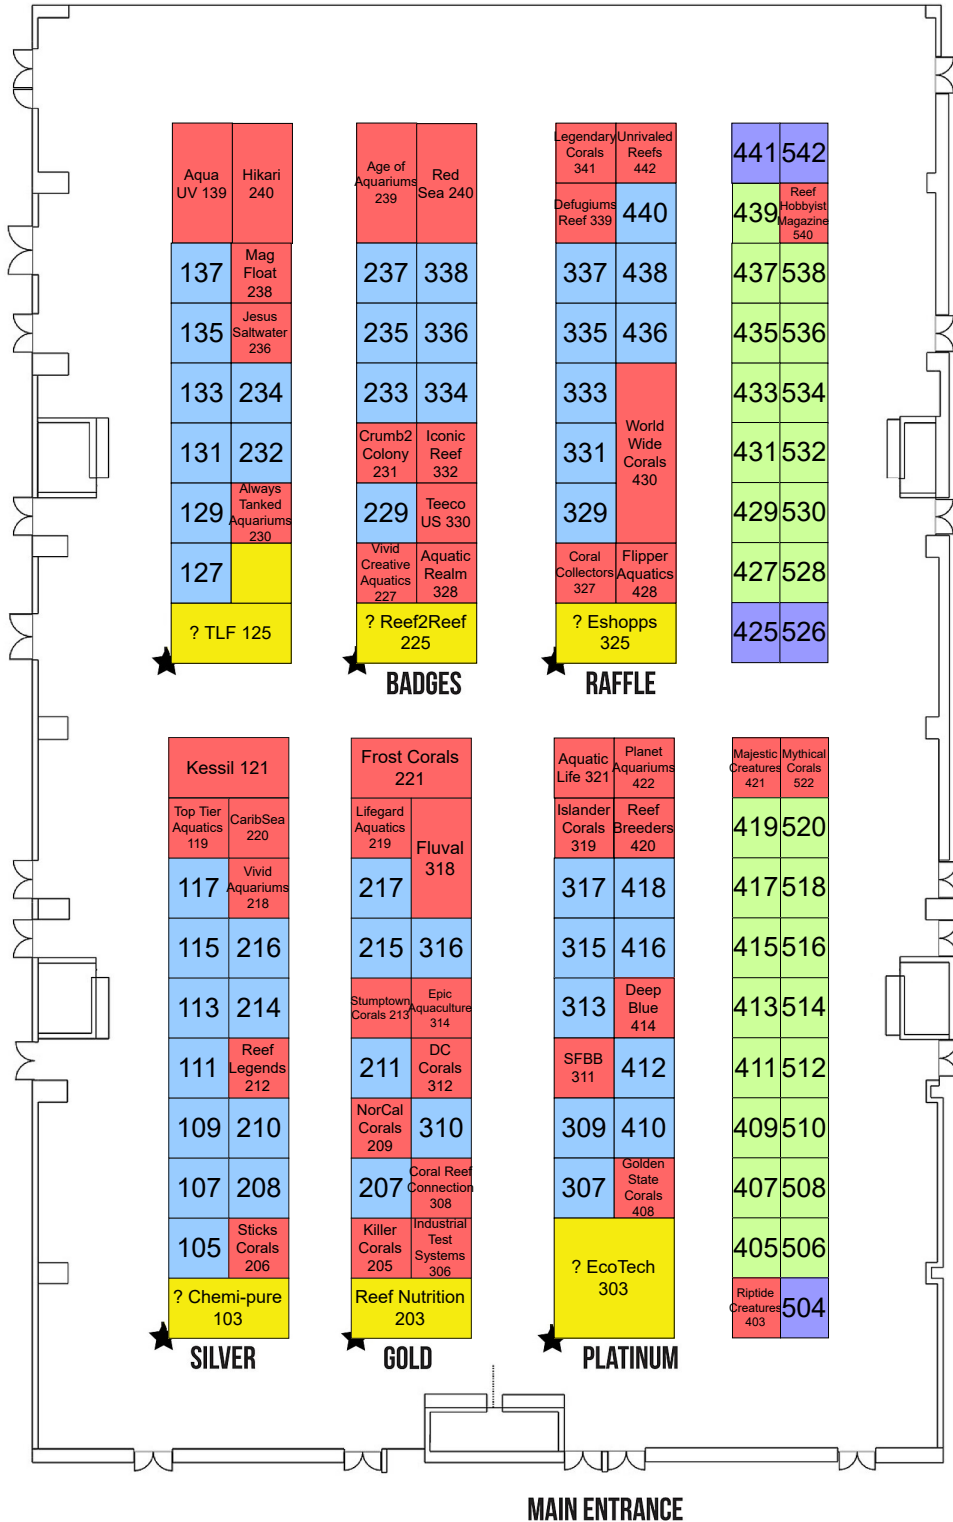 Aqua
UV 139
Hikari
240
137
Mag
Float
238
135
Jesus
Saltwater
236
133
234
131
232
129
Always
Tanked
Aquariums
230
127
? TLF 125
Age of
Aquariums
239
Red
Sea 240
237
338
235
336
233
334
Crumb2
Colony
231
Iconic
Reef
332
229
Teeco
US 330
Vivid
Creative
Aquatics
227
Aquatic
Realm
328
? Reef2Reef
225
BADGES
Legendary
Corals
341
Unrivaled
Reefs
442
Defugiums
Reef 339
440
337
438
335
436
333
World
Wide
Corals
430
331
329
Coral
Collectors
327
Flipper
Aquatics
428
? Eshopps
325
RAFFLE
441
542
439
Reef
Hobbyist
Magazine
540
437
538
435
536
433
534
431
532
429
530
427
528
425
526
Kessil 121
Top Tier
Aquatics
119
CaribSea
220
117
Vivid
Aquariums
218
115
216
113
214
111
Reef
Legends
212
109
210
107
208
105
Sticks
Corals
206
? Chemi-pure
103
SILVER
Frost Corals
221
Lifegard
Aquatics
219
Fluval
318
217
215
316
Stumptown
Corals 213
Epic
Aquaculture
314
211
DC
Corals
312
NorCal
Corals
209
310
207
Coral Reef
Connection
308
Killer
Corals
205
Industrial
Test
Systems
306
Reef Nutrition
203
GOLD
Aquatic
Life 321
Planet
Aquariums
422
Islander
Corals
319
Reef
Breeders
420
317
418
315
416
313
Deep
Blue
414
SFBB
311
412
309
410
307
Golden
State
Corals
408
? EcoTech
303
PLATINUM
Majestic
Creatures
421
Mythical
Corals
522
419
520
417
518
415
516
413
514
411
512
409
510
407
508
405
506
Riptide
Creatures
403
504
MAIN ENTRANCE